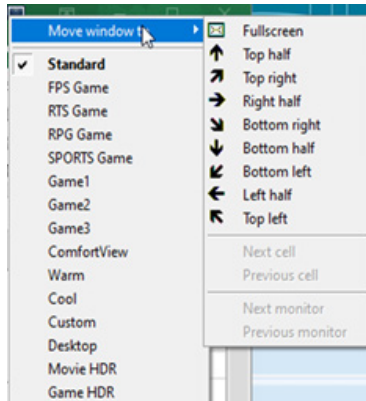 Move window t
Standard
FPS Game
RTS Game
RPG Game
SPORTS Game
Game1
Game2
Game3
ComfortView
Warm
Cool
Custom
Desktop
Movie HDR
Game HDR
Fullscreen
Top half
Top right
Right half
Bottom right
Bottom half
Bottom left
Left half
Top left
Next cell
Previous cell
Next monitor
Previous monitor